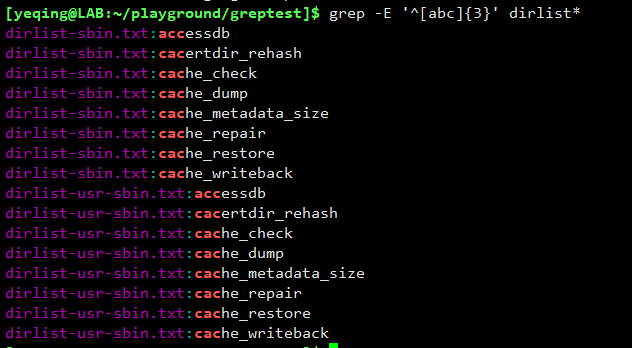 [yeqing@LAB:~/playground/greptest]$ grep -E '^[abc]{3}' dirlist*
dirlist-sbin.txt:accessdb
dirlist-sbin.txt:cacertdir_rehash
dirlist-sbin.txt:cache_check
dirlist-sbin.txt:cache_dump
dirlist-sbin.txt:cache_metadata_size
dirlist-sbin.txt:cache_repair
dirlist-sbin.txt:cache_restore
dirlist-sbin.txt:cache_writeback
dirlist-usr-sbin.txt:accessdb
dirlist-usr-sbin.txt:cacertdir_rehash
dirlist-usr-sbin.txt:cache_check
dirlist-usr-sbin.txt:cache_dump
dirlist-usr-sbin.txt:cache_metadata_size
dirlist-usr-sbin.txt:cache_repair
dirlist-usr-sbin.txt:cache_restore
dirlist-usr-sbin.txt:cache_writeback